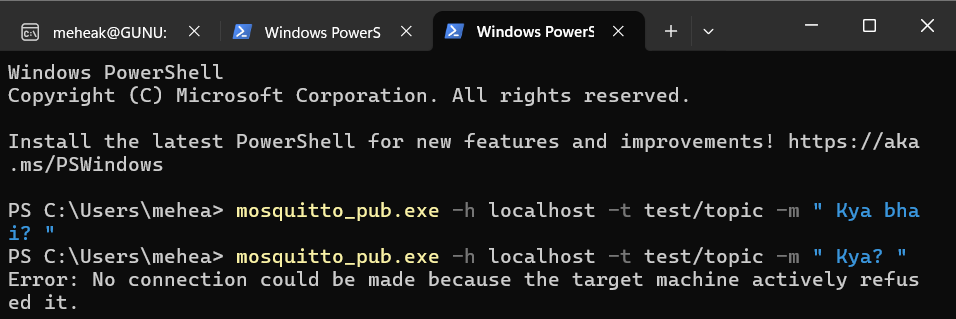 meheak@GUNU: Windows PowerS Windows PowerS
Windows PowerShell
Copyright (C) Microsoft Corporation. All rights reserved.
Install the latest PowerShell for new features and improvements! https://aka
.ms/PSWindows
PS C:\Users\mehea> mosquitto_pub.exe -h localhost -t test/topic -m " Kya bha
i? "
PS C:\Users\mehea> mosquitto_pub.exe -h localhost -t test/topic -m " Kya? "
Error: No connection could be made because the target machine actively refus
ed it.